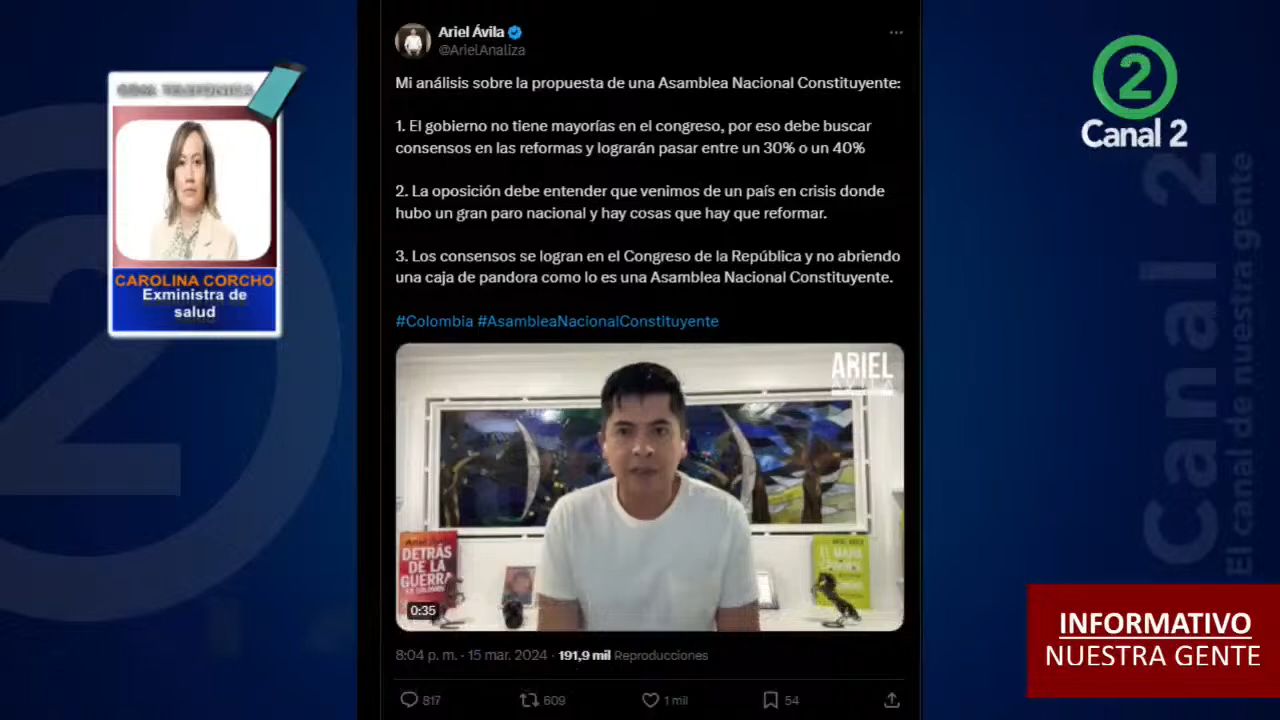 Ariel Ávila
@ArielAnaliza
Mi análisis sobre la propuesta de una Asamblea Nacional Constituyente:
1. El gobierno no tiene mayorías en el congreso, por eso debe buscar
consensos en las reformas y lograrán pasar entre un 30% o un 40%
2. La oposición debe entender que venimos de un país en crisis donde
hubo un gran paro nacional y hay cosas que hay que reformar.
3. Los consensos se logran en el Congreso de la República y no abriendo
una caja de pandora como lo es una Asamblea Nacional Constituyente.
#Colombia #AsambleaNacionalConstituyente
ARIEL
ÁVILA
DETRÁS
DE LA
GUERRA
0:35
8:04 p. m. · 15 mar. 2024 · 191,9 mil Reproducciones
817
609
1 mil
54
CAROLINA CORCHO
Exministra de
salud
2
Canal 2
Canal 2
El canal de nuestra gente
INFORMATIVO
NUESTRA GENTE